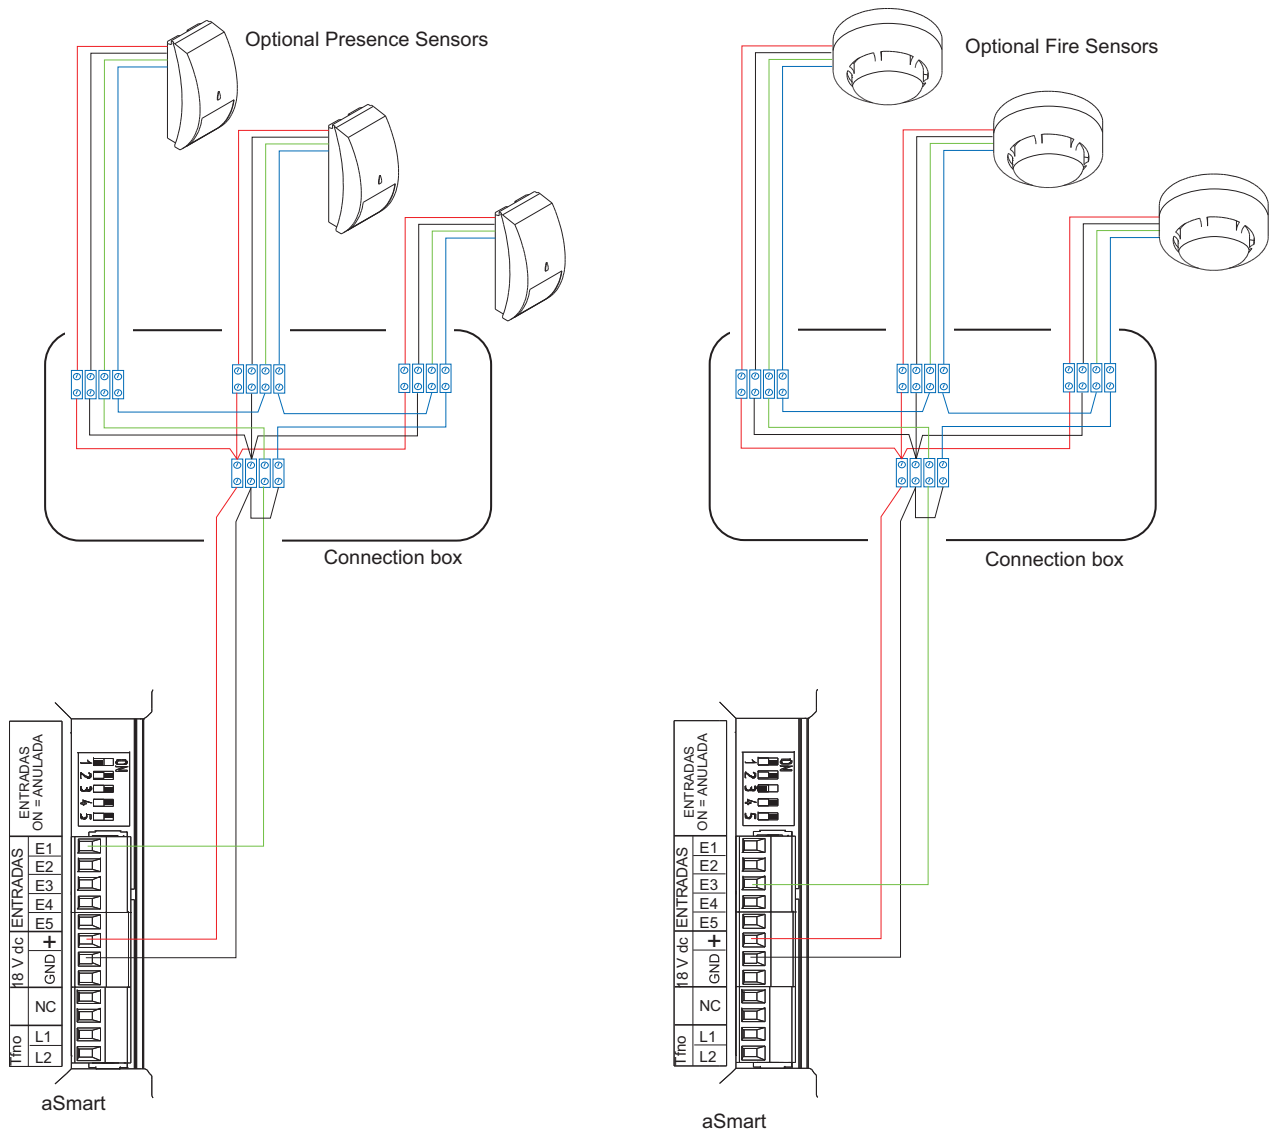 Optional Presence Sensors
Optional Fire Sensors
Connection box
Connection box
ENTRADAS
ON = ANULADA
ON
1
2
3
4
5
ENTRADAS
E1
E2
E3
E4
E5
18 V dc
+
GND
NC
Tfno
L1
L2
aSmart
ENTRADAS
ON = ANULADA
ON
1
2
3
4
5
ENTRADAS
E1
E2
E3
E4
E5
18 V dc
+
GND
NC
Tfno
L1
L2
aSmart